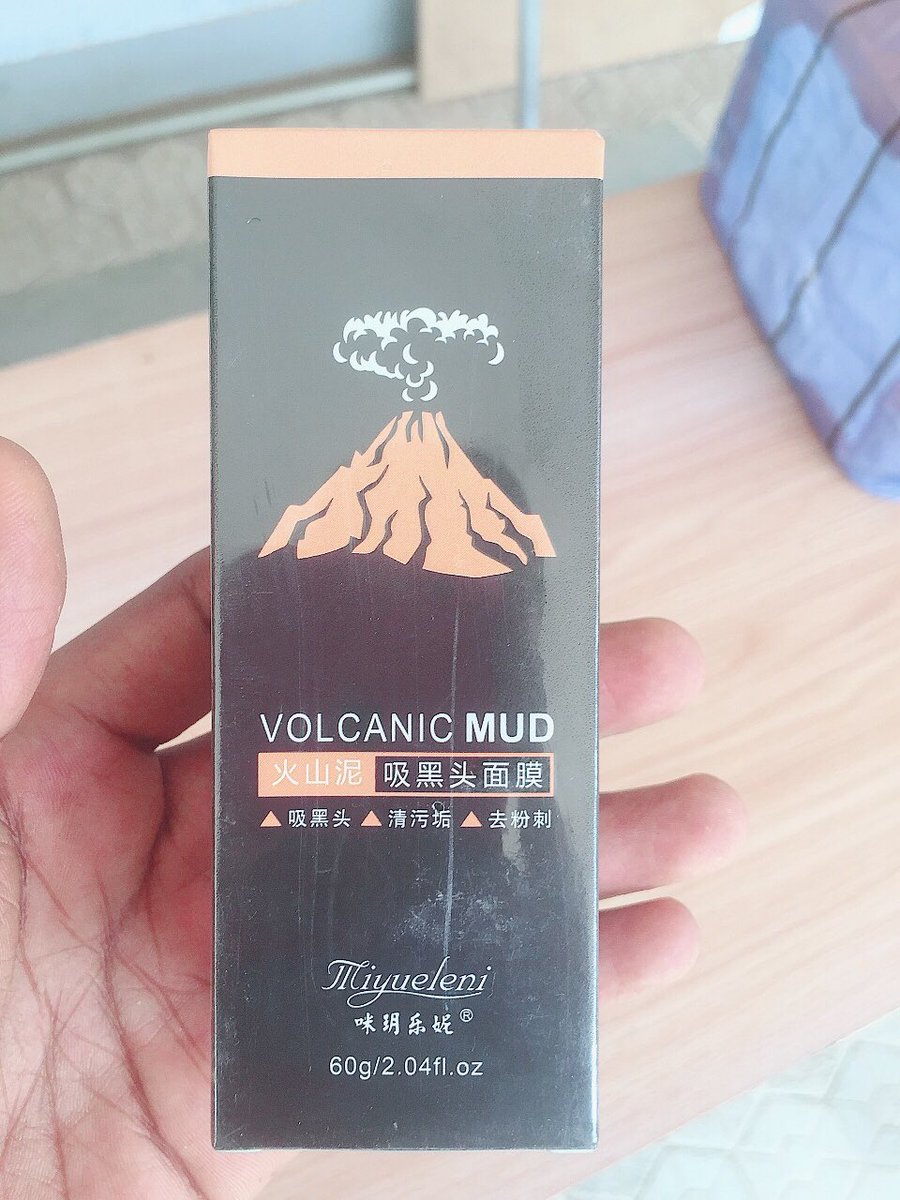 VOLCANIC MUD
火山泥 吸黑头面膜
▲吸黑头 ▲清污垢 ▲去粉刺
Miyueleni
咪玥乐妮®
60g/2.04fl.oz